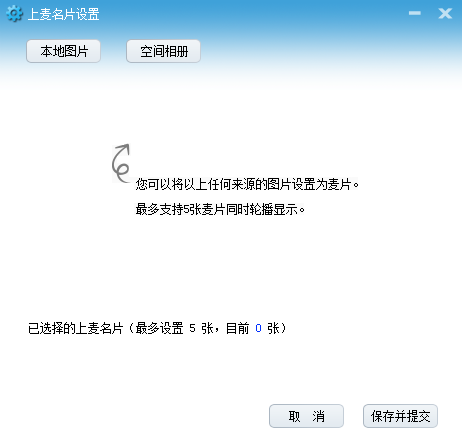 上麦名片设置
本地图片 空间相册
您可以将以上任何来源的图片设置为麦片。
最多支持5张麦片同时轮播显示。
已选择的上麦名片（最多设置 5 张，目前 0 张）
取 消 保存并提交